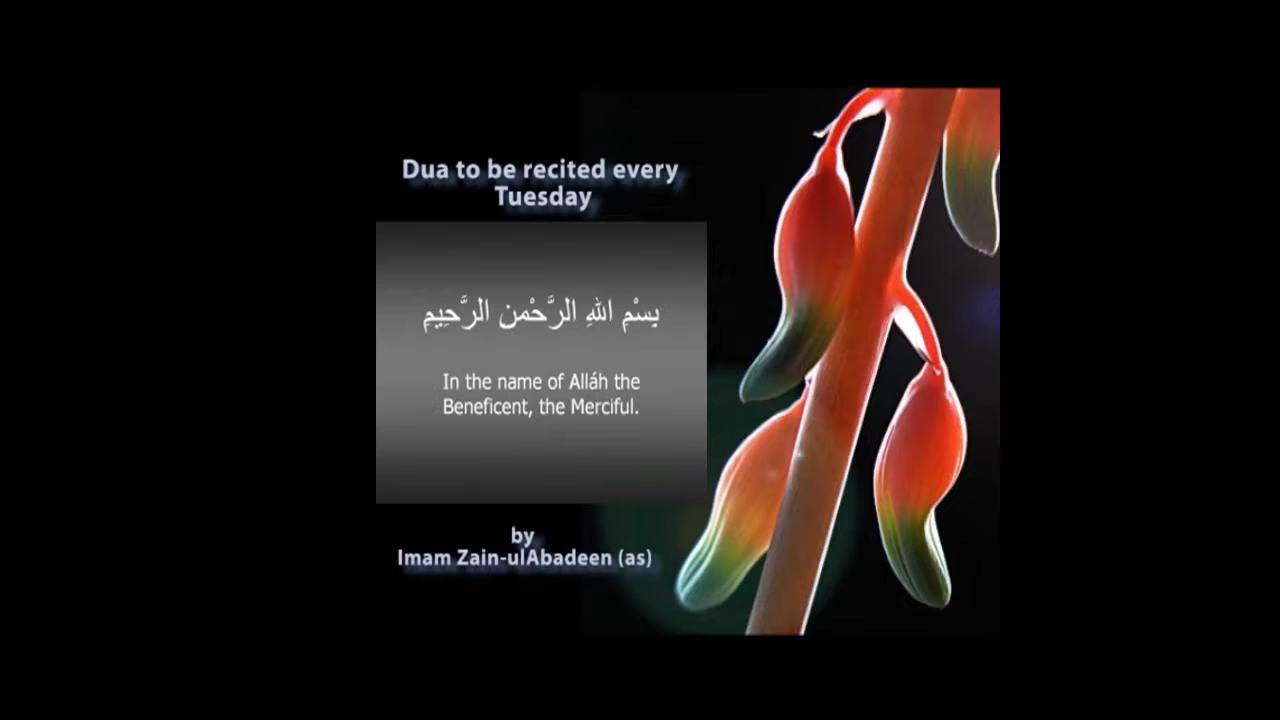 Dua to be recited every
Tuesday
بِسْمِ اللهِ الرَّحْمنِ الرَّحِيمِ
In the name of Alláh the
Beneficent, the Merciful.
by
Imam Zain-ulAbadeen (as)